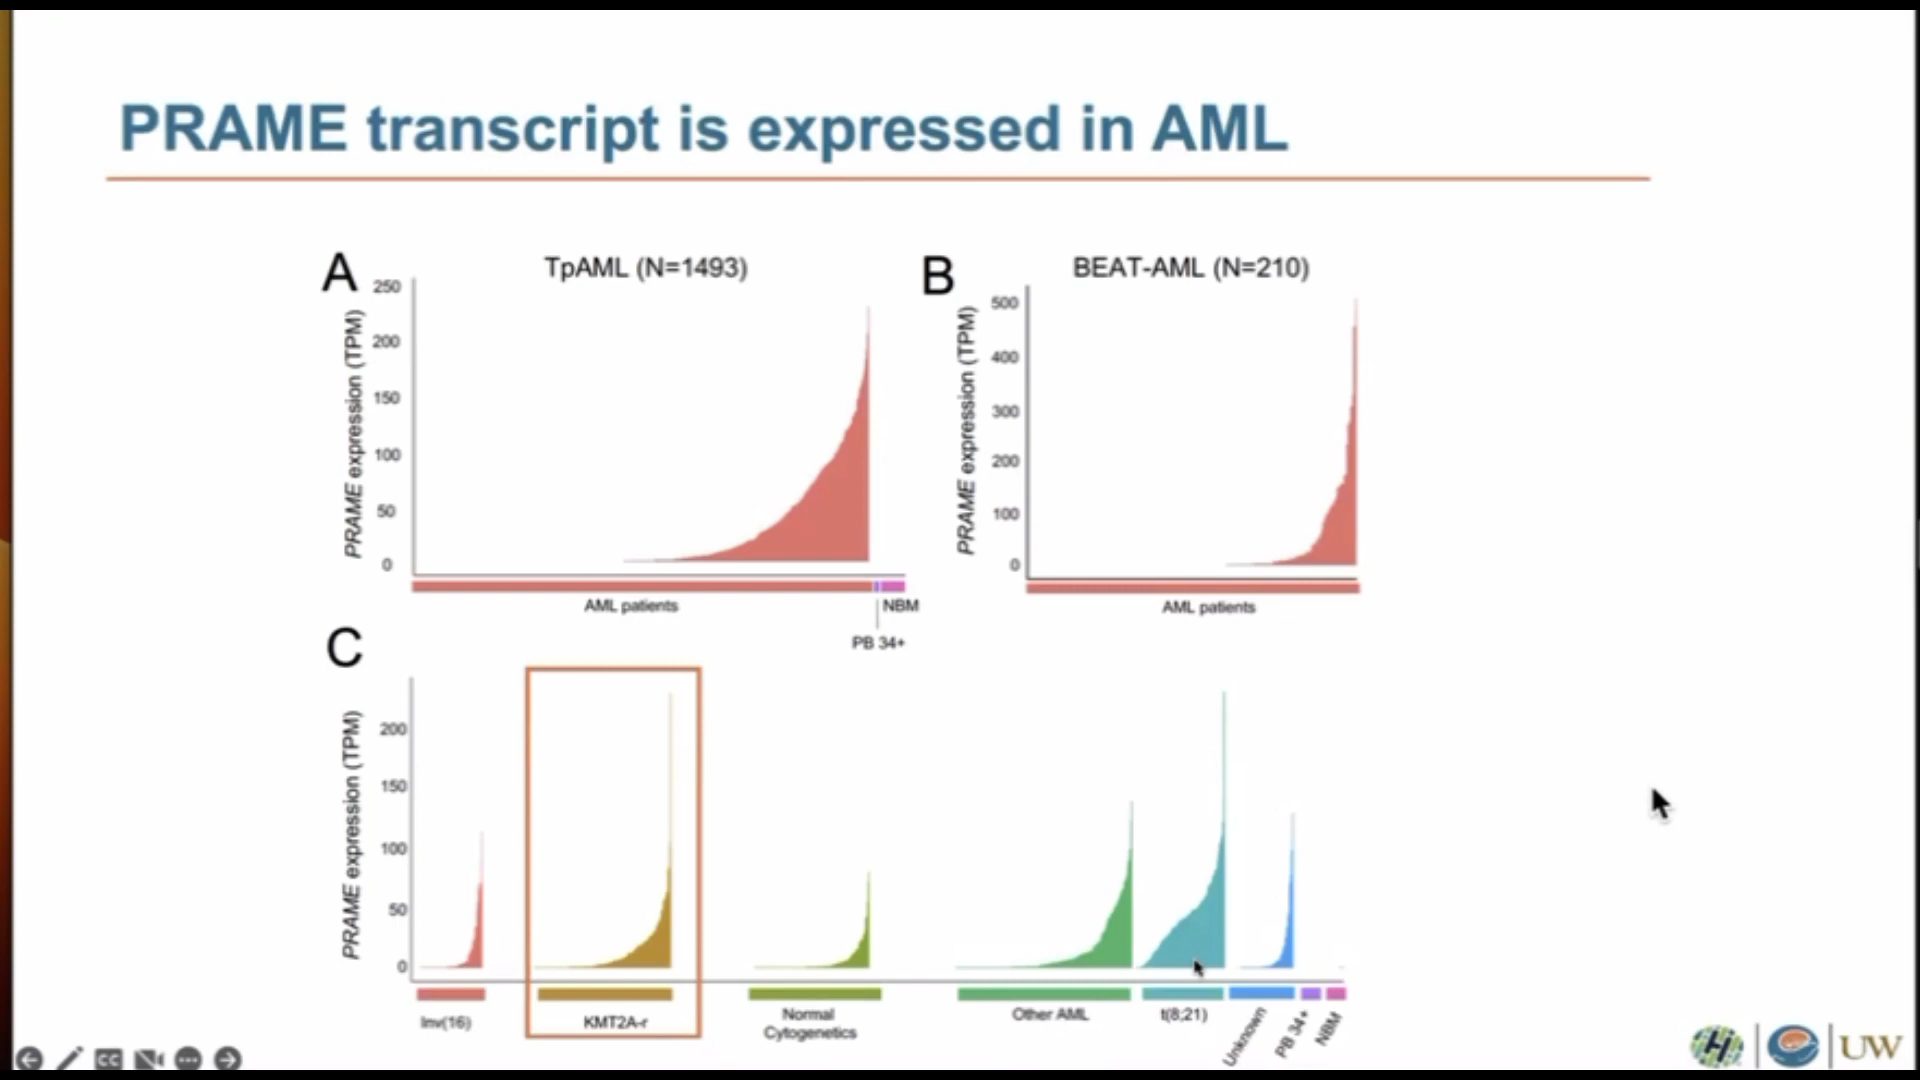 PRAME transcript is expressed in AML
A
TpAML (N=1493)
PRAME expression (TPM)
250
200
150
100
50
0
AML patients
NBM
PB 34+
B
BEAT-AML (N=210)
PRAME expression (TPM)
500
400
300
200
100
0
AML patients
C
PRAME expression (TPM)
200
150
100
50
0
Inv(16)
KMT2A-r
Normal
Cytogenetics
Other AML
t(8;21)
Unknown
PB 34+
NBM
CC
H
UW